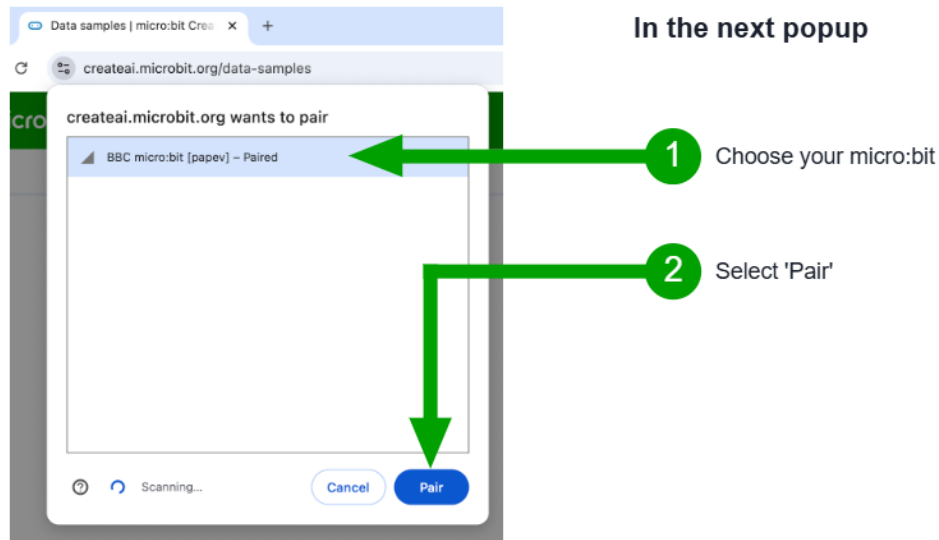 Data samples | micro:bit Crea
In the next popup
createai.microbit.org/data-samples
cro
createai.microbit.org wants to pair
BBC micro:bit [papev] – Paired
1 Choose your micro:bit
2 Select 'Pair'
Scanning...
Cancel
Pair